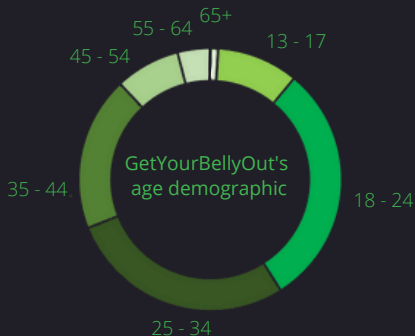 65+
55 - 64
13 - 17
45 - 54
GetYourBellyOut's
age demographic
35 - 44
18 - 24
25 - 34